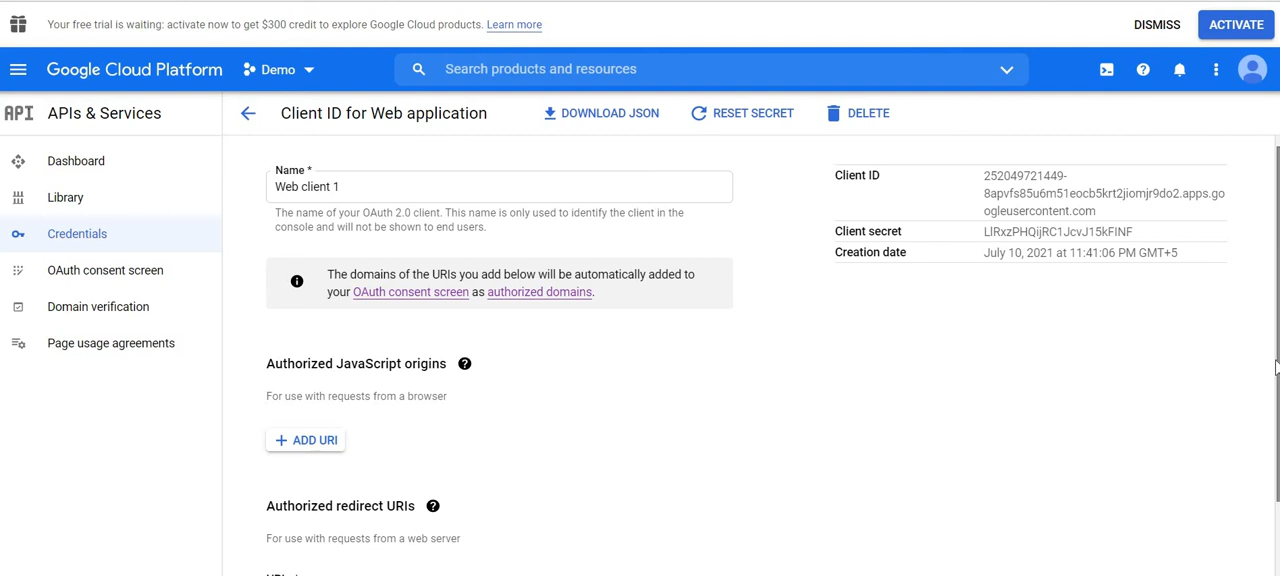 Your free trial is waiting: activate now to get $300 credit to explore Google Cloud products. Learn more
DISMISS
ACTIVATE
Google Cloud Platform
Demo
Search products and resources
API
APIs & Services
Client ID for Web application
DOWNLOAD JSON
RESET SECRET
DELETE
Dashboard
Library
Credentials
OAuth consent screen
Domain verification
Page usage agreements
Name *
Web client 1
The name of your OAuth 2.0 client. This name is only used to identify the client in the
console and will not be shown to end users.
The domains of the URIs you add below will be automatically added to
your OAuth consent screen as authorized domains.
Authorized JavaScript origins
For use with requests from a browser
+ ADD URI
Authorized redirect URIs
For use with requests from a web server
Client ID
252049721449-
8apvfs85u6m51eocb5krt2jiomjr9do2.apps.go
ogleusercontent.com
Client secret
LlRxzPHQijRC1JcvJ15kFINF
Creation date
July 10, 2021 at 11:41:06 PM GMT+5